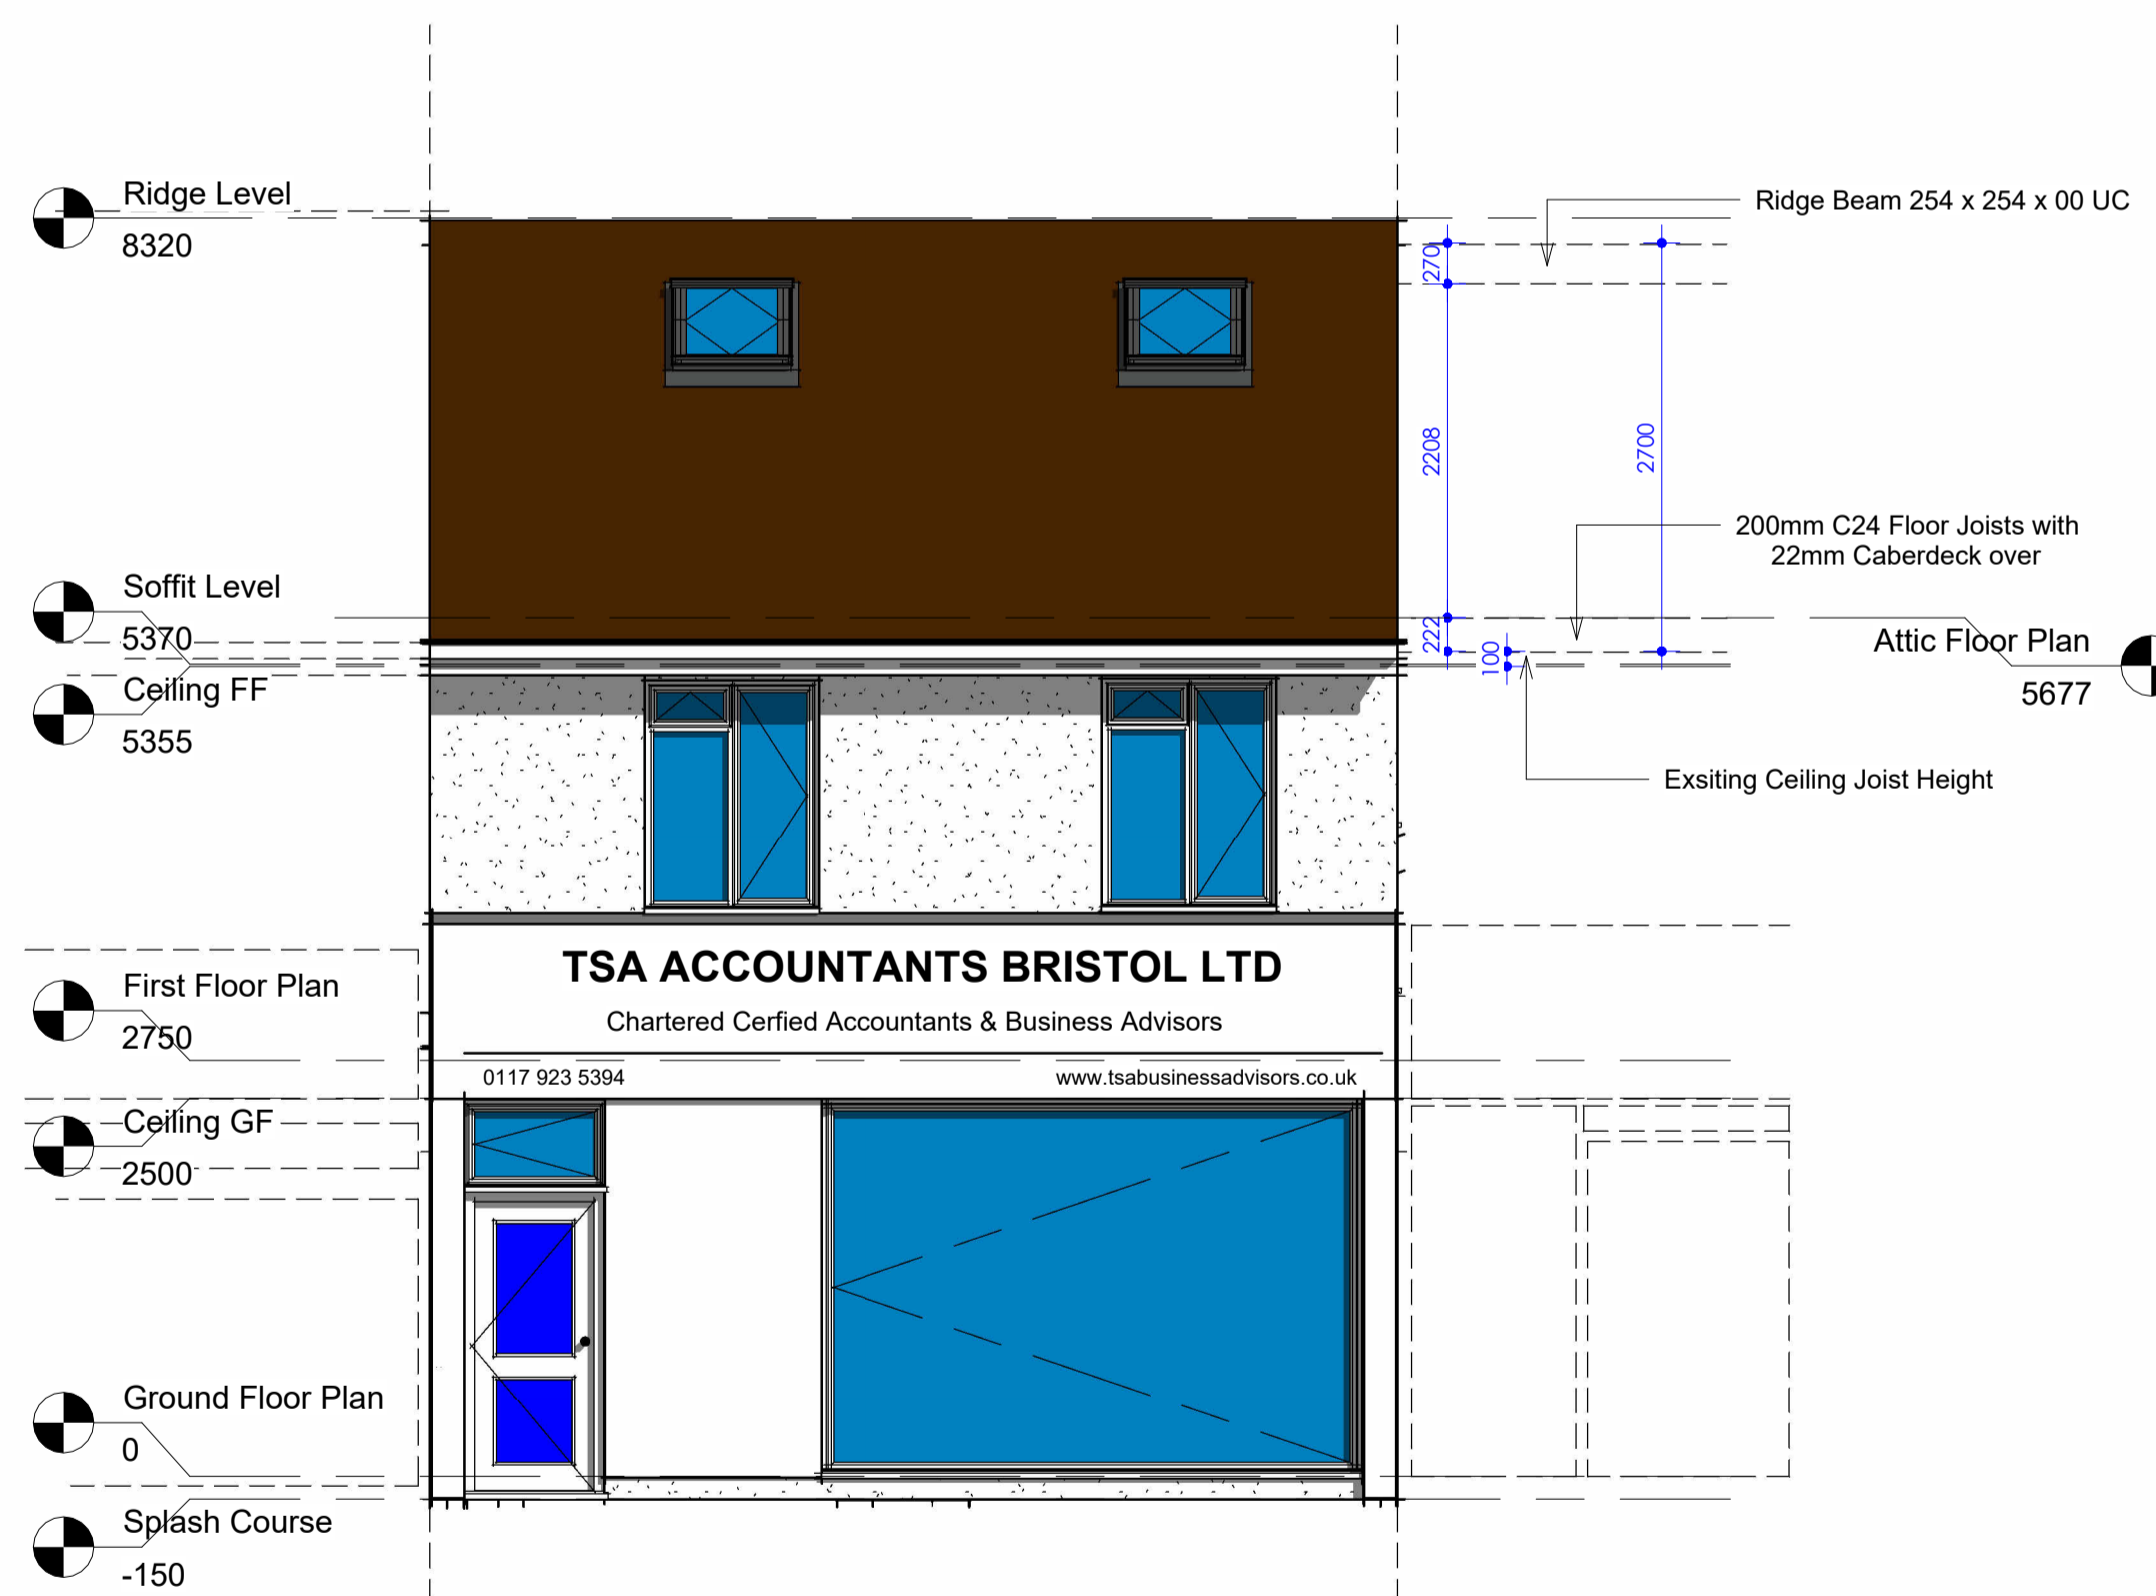 Ridge Level
8320
Ridge Beam 254 x 254 x 00 UC
270
2208
2700
200mm C24 Floor Joists with
22mm Caberdeck over
Soffit Level
5370
222
100
Attic Floor Plan
5677
Ceiling FF
5355
Exsiting Ceiling Joist Height
TSA ACCOUNTANTS BRISTOL LTD
Chartered Cerfied Accountants & Business Advisors
0117 923 5394
www.tsabusinessadvisors.co.uk
First Floor Plan
2750
Ceiling GF
2500
Ground Floor Plan
0
Splash Course
-150